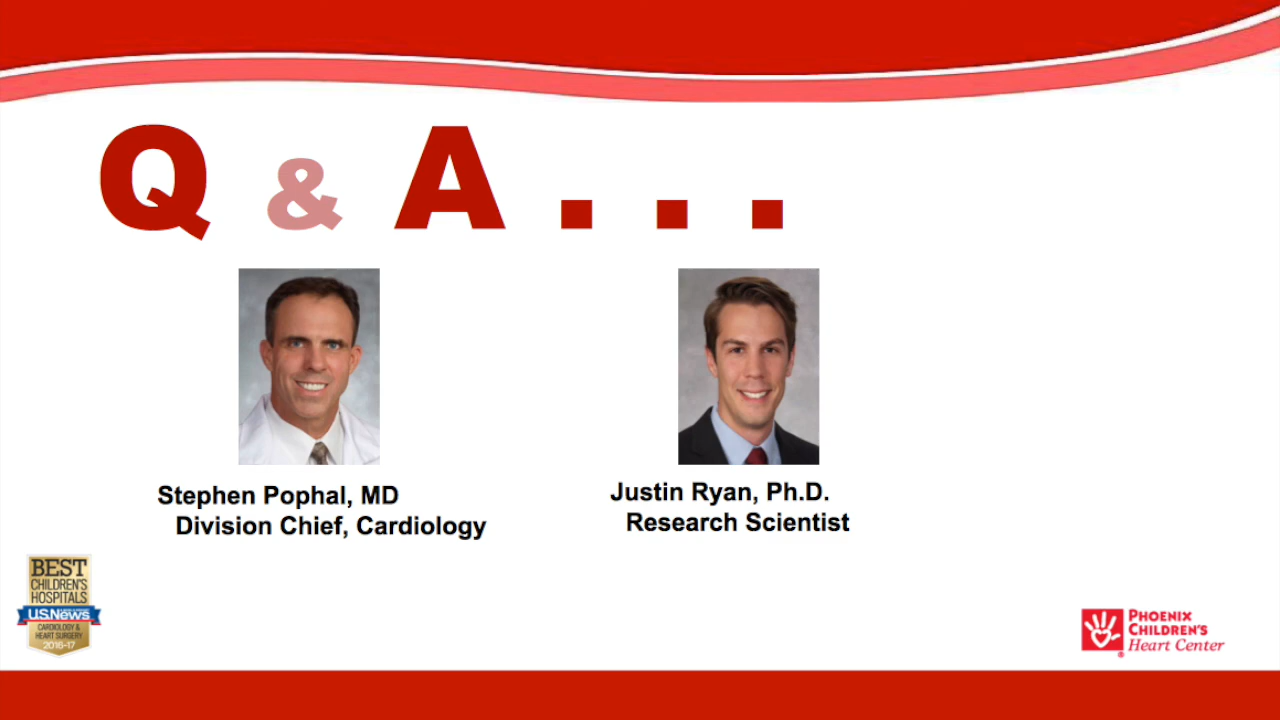 Q & A . . .
Stephen Pophal, MD
Division Chief, Cardiology
Justin Ryan, Ph.D.
Research Scientist
BEST
CHILDREN'S
HOSPITALS
U.S.News
CARDIOLOGY &
HEART SURGERY
2016-17
PHOENIX
CHILDREN'S
Heart Center